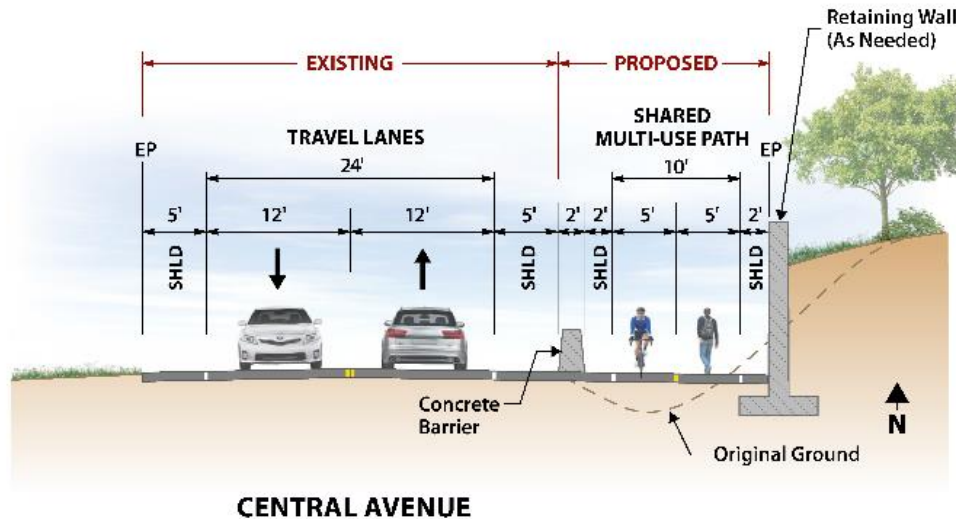 Retaining Wall
(As Needed)
EXISTING
PROPOSED
TRAVEL LANES
SHARED
MULTI-USE PATH
EP
EP
24'
10'
5'
12'
12'
5'
2'
2'
5'
5'
2'
SHLD
SHLD
SHLD
SHLD
Concrete
Barrier
Original Ground
N
CENTRAL AVENUE